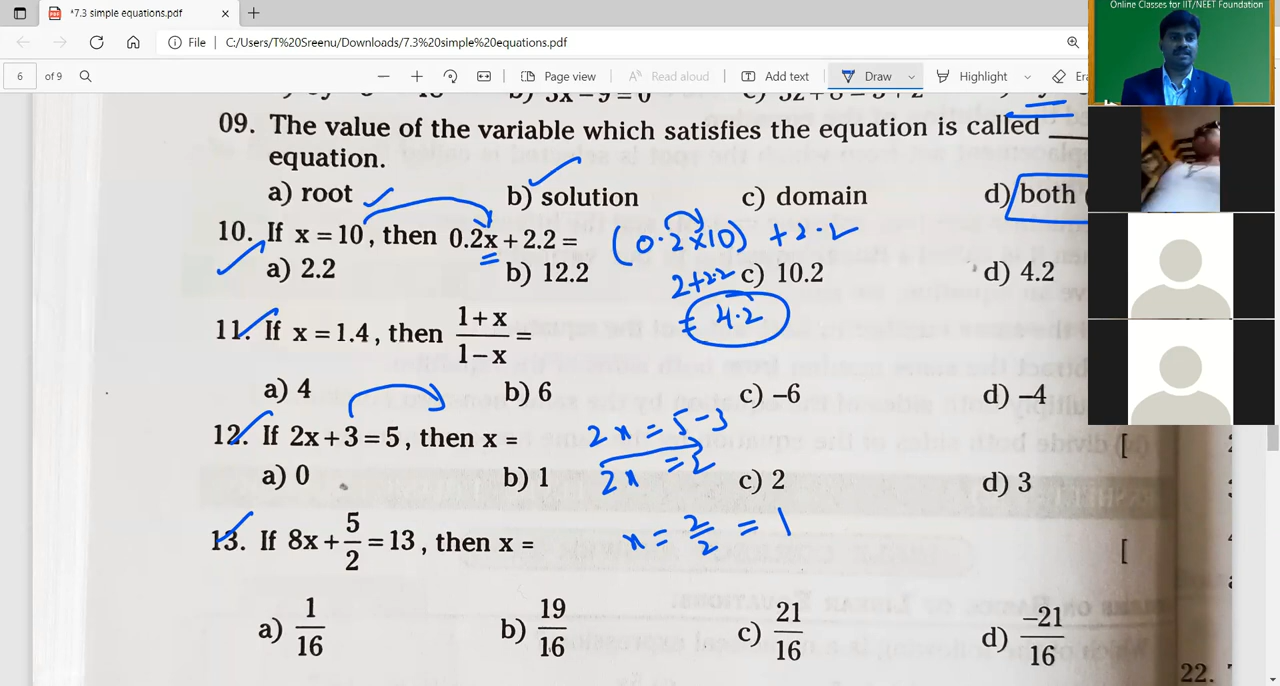 *7.3 simple equations.pdf
Online Classes for IIT/NEET Foundation
File C:/Users/T%20Sreenu/Downloads/7.3%20simple%20equations.pdf
6 of 9 Page view Read aloud Add text Draw Highlight Era
09. The value of the variable which satisfies the equation is called
equation.
a) root b) solution c) domain d) both
10. If x = 10, then 0.2x + 2.2 = (0.2×10) + 2.2
a) 2.2 b) 12.2 c) 10.2 d) 4.2
2+2.2
= 4.2
11. If x = 1.4, then (1 + x)/(1 − x) =
a) 4 b) 6 c) −6 d) −4
12. If 2x + 3 = 5, then x = [
2x = 5-3
2x = 2
a) 0 b) 1 c) 2 d) 3
13. If 8x + 5/2 = 13, then x = [
x = 2/2 = 1
a) 1/16 b) 19/16 c) 21/16 d) −21/16
22.